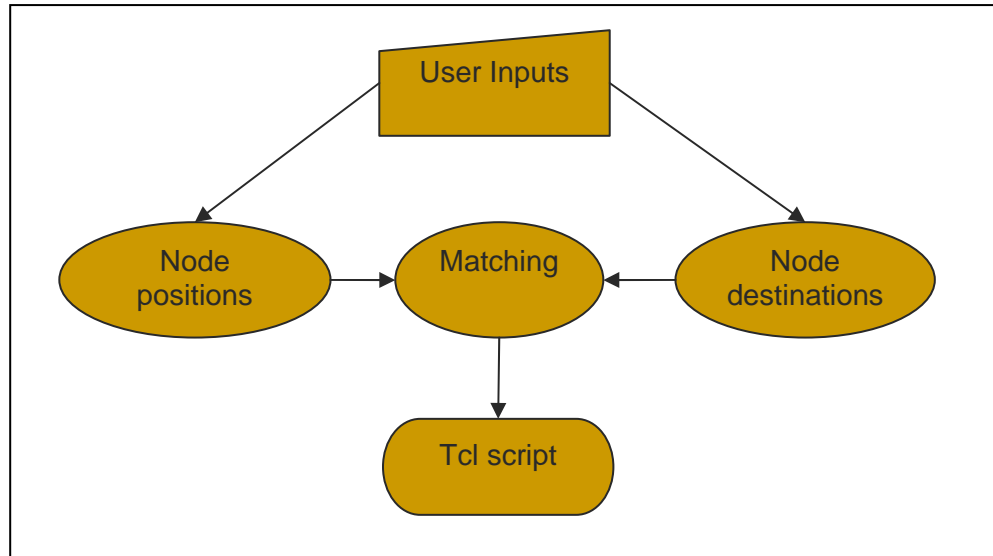 User Inputs
Node
positions
Matching
Node
destinations
Tcl script